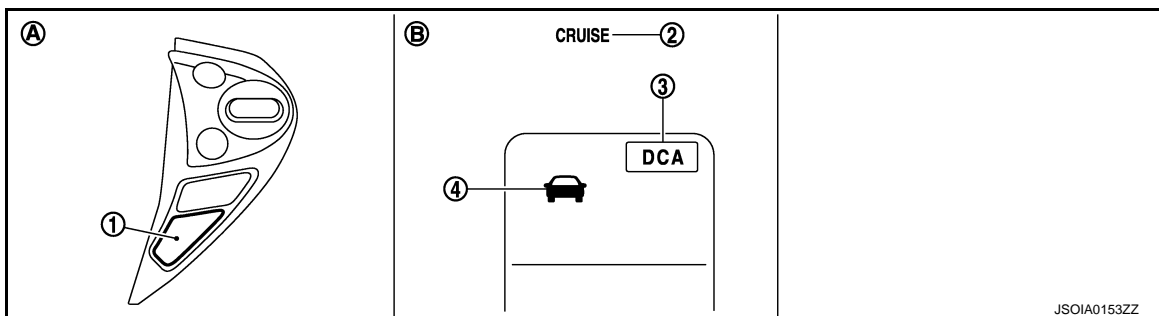 Ⓐ
Ⓑ
CRUISE ②
③
DCA
④
①
JSOIA0153ZZ